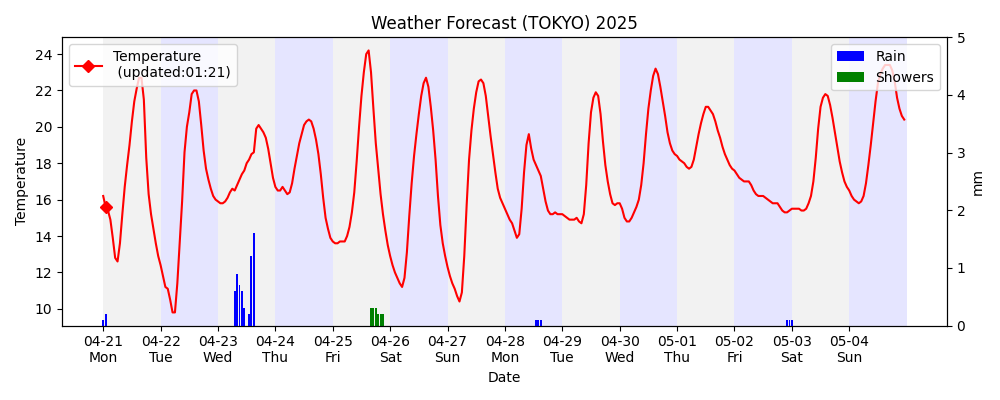 Weather Forecast (TOKYO) 2025
Temperature
(updated:01:21)
Rain
Showers
24
22
20
18
16
14
12
10
Temperature
5
4
3
2
1
0
mm
04-21 04-22 04-23 04-24 04-25 04-26 04-27 04-28 04-29 04-30 05-01 05-02 05-03 05-04
Mon Tue Wed Thu Fri Sat Sun Mon Tue Wed Thu Fri Sat Sun
Date